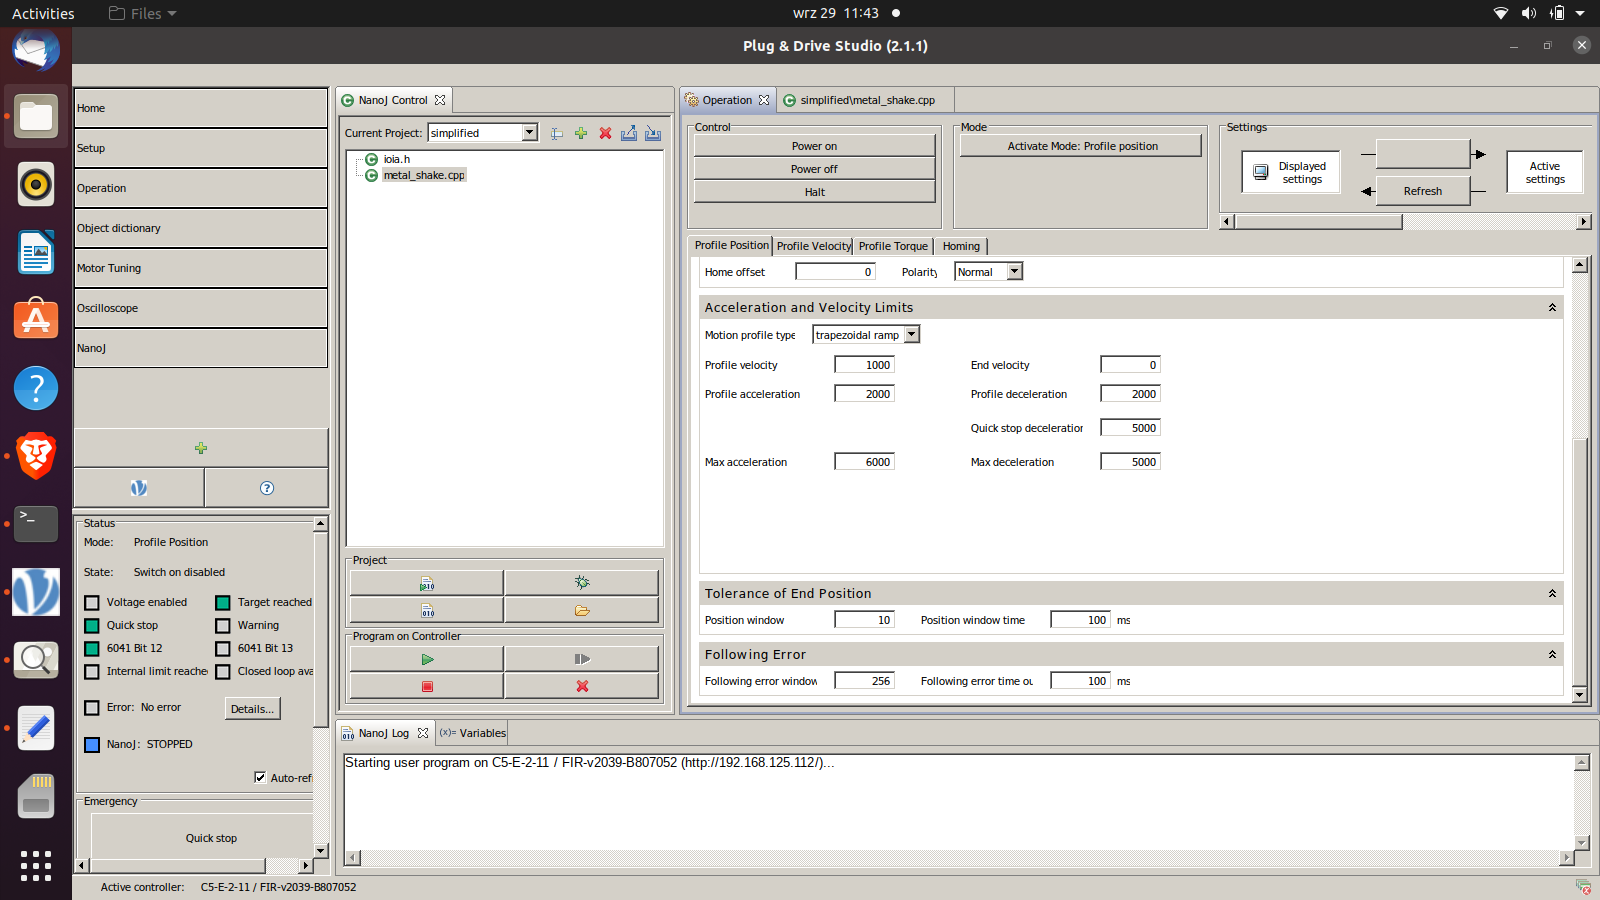 Activities
Files
wrz 29 11:43
Plug & Drive Studio (2.1.1)
Home
Setup
Operation
Object dictionary
Motor Tuning
Oscilloscope
NanoJ
Status
Mode: Profile Position
State: Switch on disabled
Voltage enabled Target reached
Quick stop Warning
6041 Bit 12 6041 Bit 13
Internal limit reache Closed loop ava
Error: No error Details...
NanoJ: STOPPED
Auto-ref
Emergency
Quick stop
NanoJ Control
Current Project: simplified
ioia.h
metal_shake.cpp
Project
Program on Controller
Operation simplified\metal_shake.cpp
Control
Power on
Power off
Halt
Mode
Activate Mode: Profile position
Settings
Displayed settings
Refresh
Active settings
Profile Position Profile Velocity Profile Torque Homing
Home offset 0 Polarity Normal
Acceleration and Velocity Limits
Motion profile type trapezoidal ramp
Profile velocity 1000 End velocity 0
Profile acceleration 2000 Profile deceleration 2000
Quick stop deceleration 5000
Max acceleration 6000 Max deceleration 5000
Tolerance of End Position
Position window 10 Position window time 100 ms
Following Error
Following error window 256 Following error time ou 100 ms
NanoJ Log (x)= Variables
Starting user program on C5-E-2-11 / FIR-v2039-B807052 (http://192.168.125.112/)...
Active controller: C5-E-2-11 / FIR-v2039-B807052